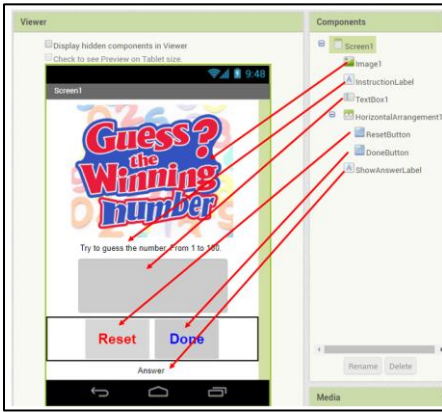 Viewer
Display hidden components in Viewer
Check to see Preview on Tablet size.
9:48
Screen1
Guess?
the
Winning
number
Try to guess the number. From 1 to 100.
Reset
Done
Answer
Components
Screen1
Image1
InstructionLabel
TextBox1
HorizontalArrangement1
ResetButton
DoneButton
ShowAnswerLabel
Rename
Delete
Media